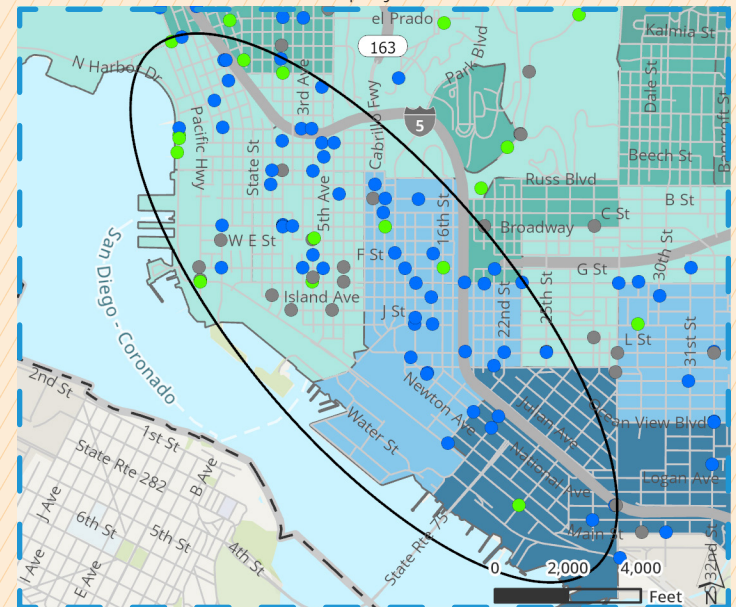 el Prado
163
Kalmia St
N Harbor Dr
Park Blvd
3rd Ave
Cabrillo Fwy
5
Dale St
Bancroft St
Pacific Hwy
State St
Beech St
Russ Blvd
5th Ave
16th St
B St
C St
Broadway
W E St
F St
30th St
G St
San Diego - Coronado
Island Ave
22nd St
25th St
J St
L St
31st St
2nd St
Newton Ave
Julian Ave
Ocean View Blvd
Water St
1st St
State Rte 282
B Ave
National Ave
Logan Ave
J Ave
6th St
5th St
4th St
State Rte 75
Main St
32nd St
I Ave
E Ave
0 2,000 4,000
Feet
N